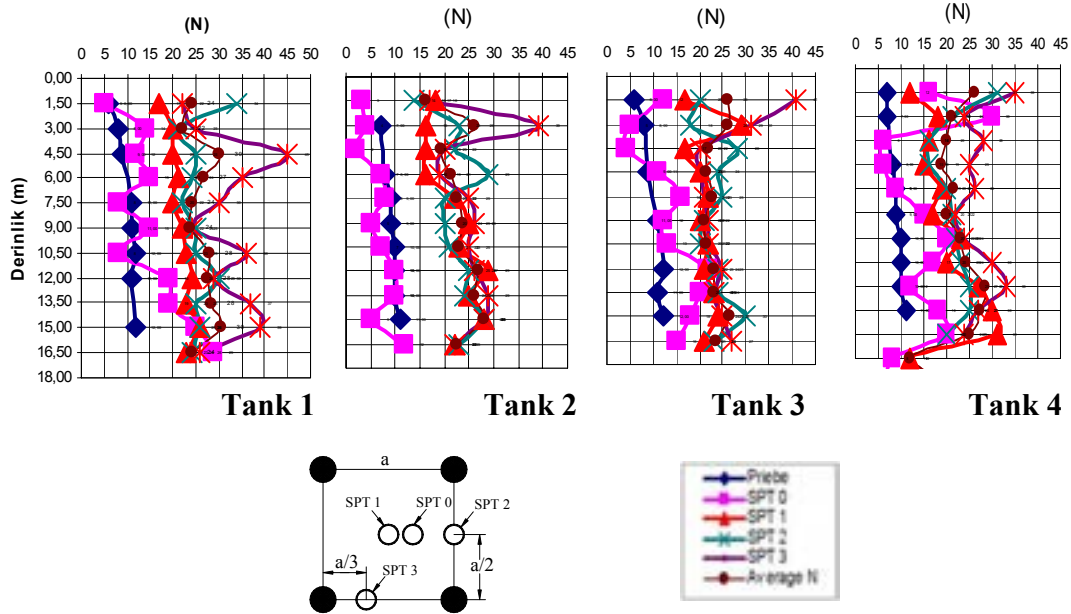 (N)
0 5 10 15 20 25 30 35 40 45 50
(N)
0 5 10 15 20 25 30 35 40 45
(N)
0 5 10 15 20 25 30 35 40 45
(N)
0 5 10 15 20 25 30 35 40 45
Derinlik (m)
0,00
1,50
3,00
4,50
6,00
7,50
9,00
10,50
12,00
13,50
15,00
16,50
18,00
Tank 1
Tank 2
Tank 3
Tank 4
a
SPT 1
SPT 0
SPT 2
a/3
a/2
SPT 3
Priebe
SPT 0
SPT 1
SPT 2
SPT 3
Average N